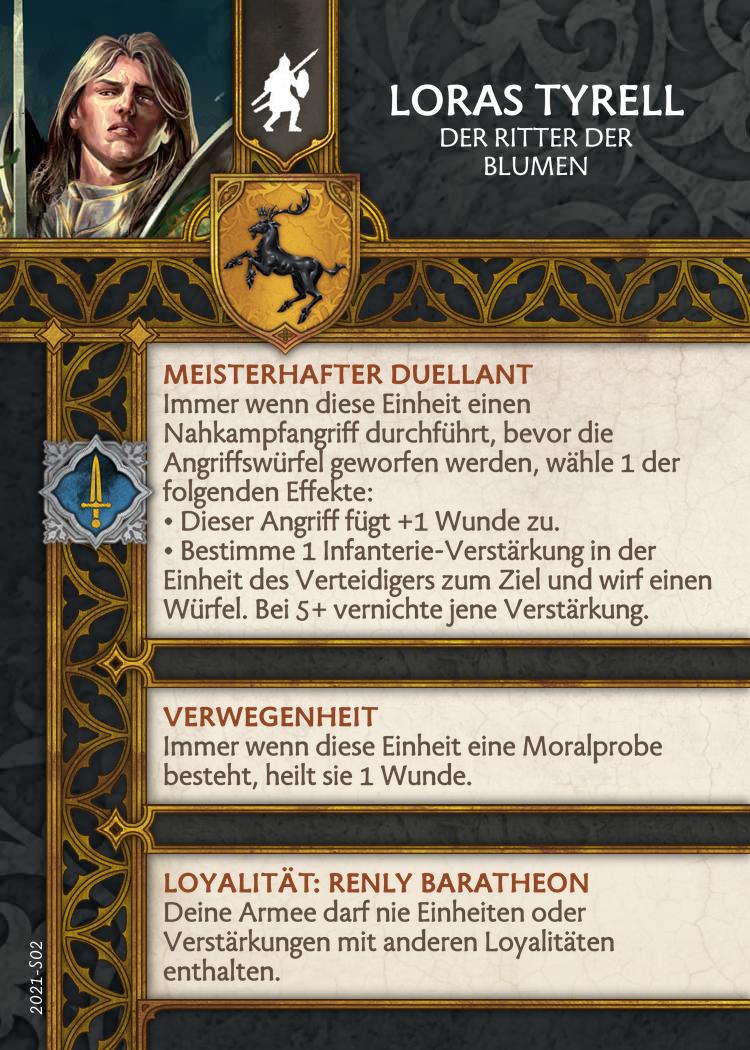 LORAS TYRELL
DER RITTER DER
BLUMEN
MEISTERHAFTER DUELLANT
Immer wenn diese Einheit einen
Nahkampfangriff durchführt, bevor die
Angriffswürfel geworfen werden, wähle 1 der
folgenden Effekte:
• Dieser Angriff fügt +1 Wunde zu.
• Bestimme 1 Infanterie-Verstärkung in der
Einheit des Verteidigers zum Ziel und wirf einen
Würfel. Bei 5+ vernichte jene Verstärkung.
VERWEGENHEIT
Immer wenn diese Einheit eine Moralprobe
besteht, heilt sie 1 Wunde.
LOYALITÄT: RENLY BARATHEON
Deine Armee darf nie Einheiten oder
Verstärkungen mit anderen Loyalitäten
enthalten.
2021-S02